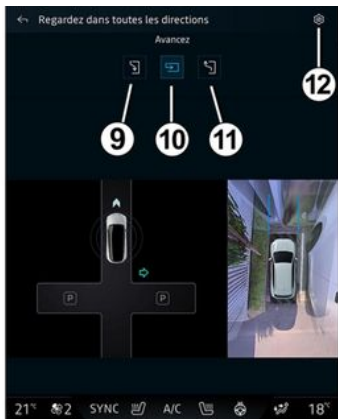 Regardez dans toutes les directions
Avancez
9
10
11
12
P
P
21°C
2
SYNC
A/C
18°C